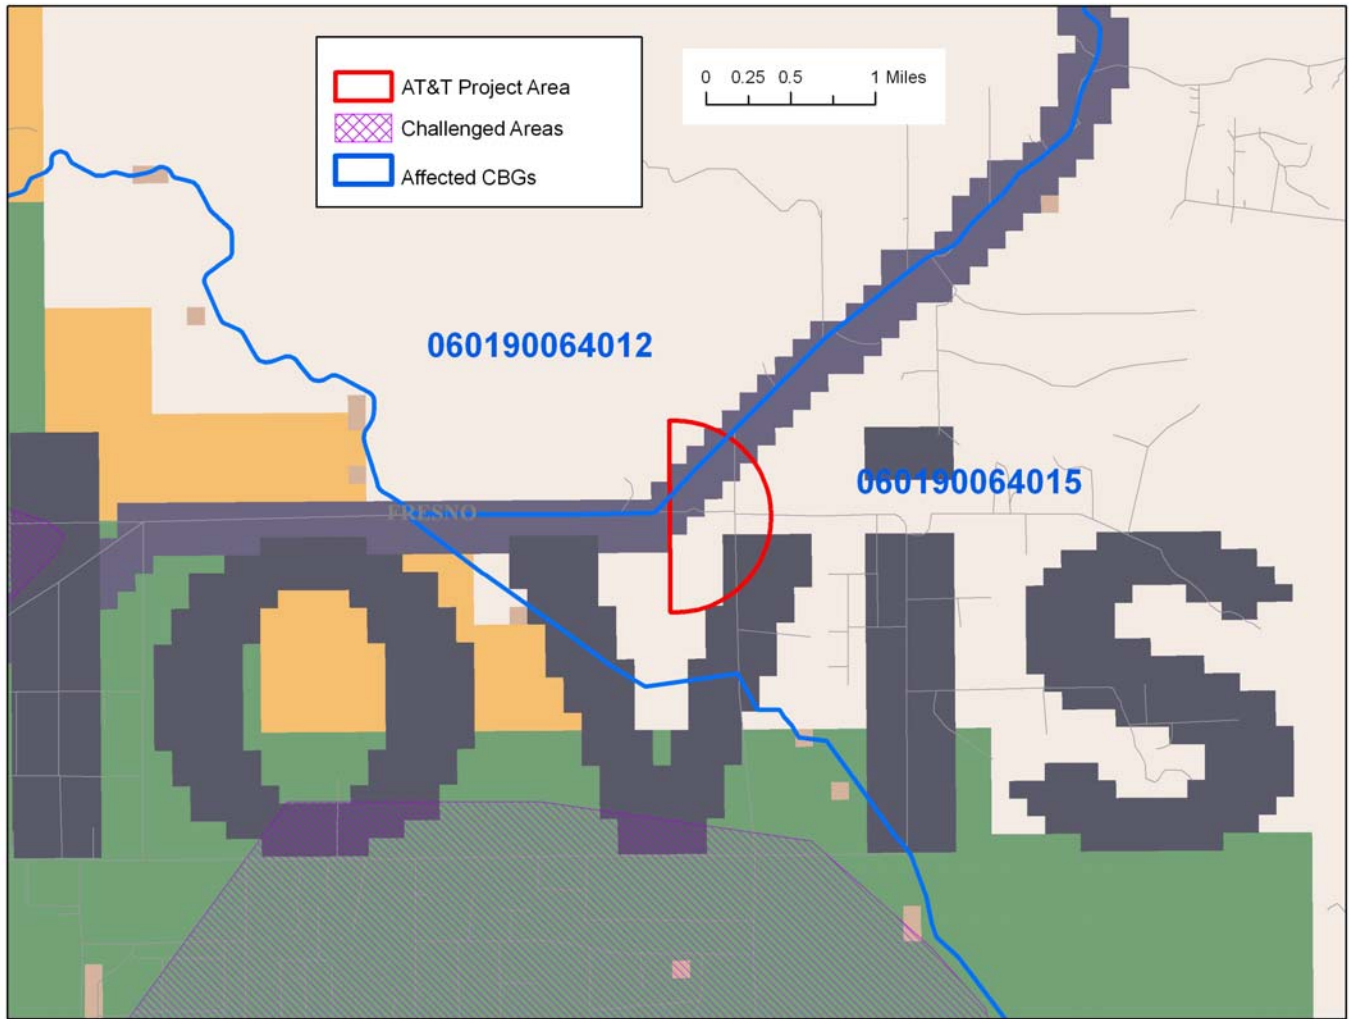 0 0.25 0.5 1 Miles
AT&T Project Area
Challenged Areas
Affected CBGs
060190064012
060190064015
FRESNO
OVIS